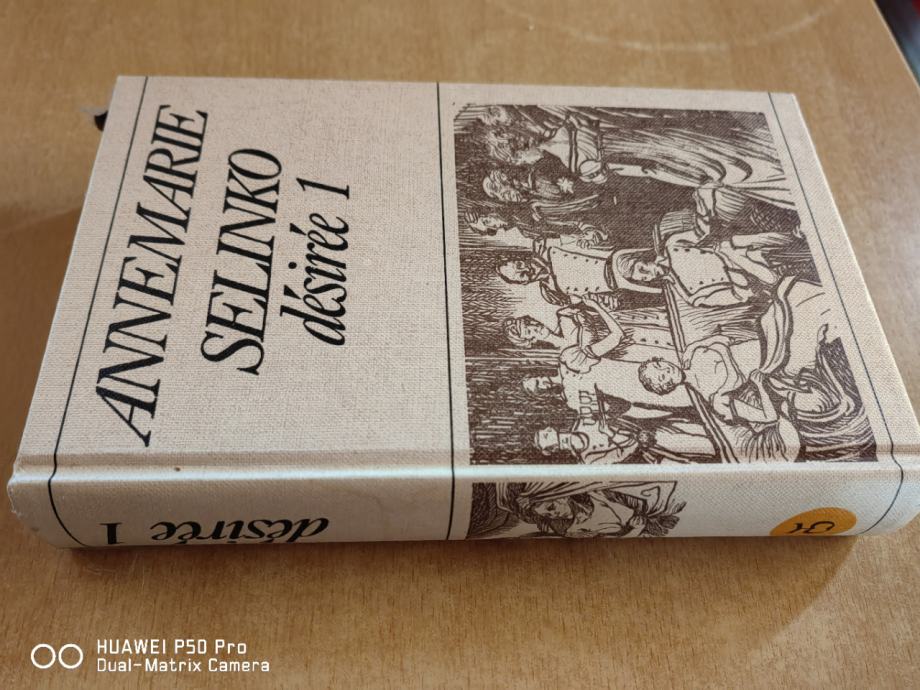 ANNEMARIE
SELINKO
désirée 1
désirée 1
HUAWEI P50 Pro
Dual-Matrix Camera